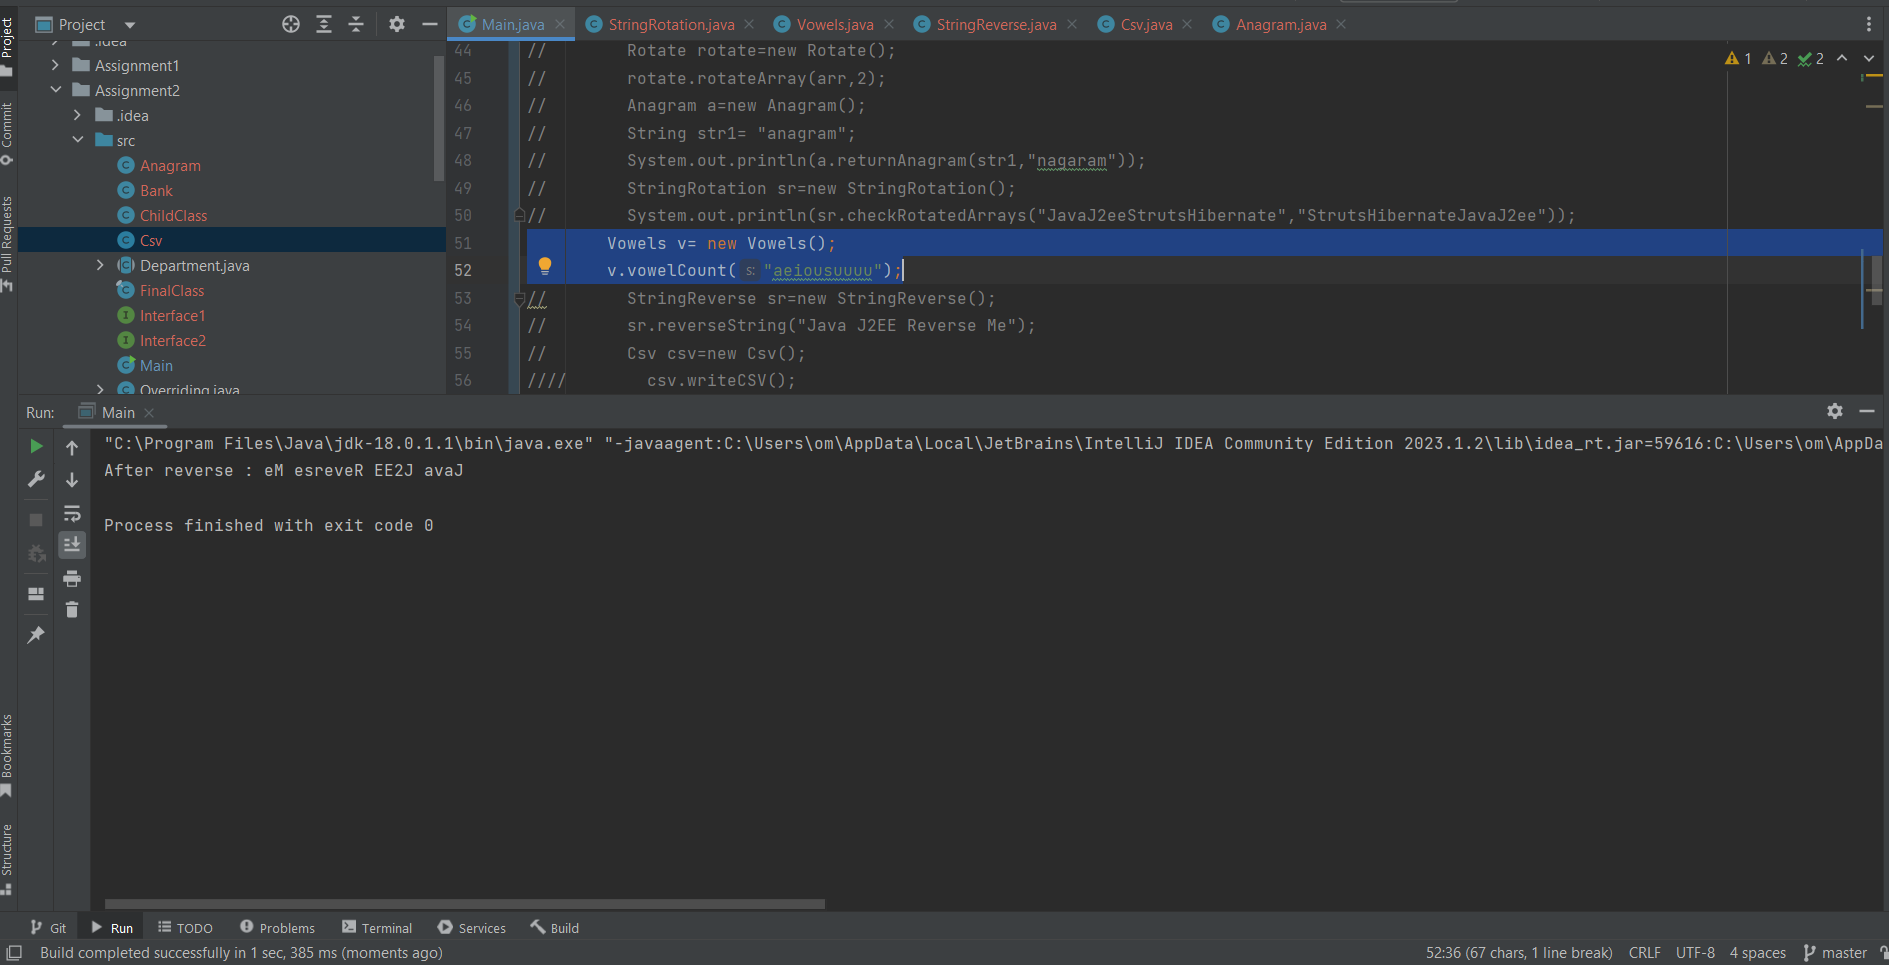 Project
Main.java
StringRotation.java
Vowels.java
StringReverse.java
Csv.java
Anagram.java
Project
Commit
Pull Requests
Bookmarks
Structure
.idea
Assignment1
Assignment2
.idea
src
Anagram
Bank
ChildClass
Csv
Department.java
FinalClass
Interface1
Interface2
Main
Overriding.java
1 2 2
44 // Rotate rotate=new Rotate();
45 // rotate.rotateArray(arr,2);
46 // Anagram a=new Anagram();
47 // String str1= "anagram";
48 // System.out.println(a.returnAnagram(str1,"nagaram"));
49 // StringRotation sr=new StringRotation();
50 // System.out.println(sr.checkRotatedArrays("JavaJ2eeStrutsHibernate","StrutsHibernateJavaJ2ee"));
51 Vowels v= new Vowels();
52 v.vowelCount( s: "aeiousuuuu");
53 // StringReverse sr=new StringReverse();
54 // sr.reverseString("Java J2EE Reverse Me");
55 // Csv csv=new Csv();
56 //// csv.writeCSV();
Run: Main
"C:\Program Files\Java\jdk-18.0.1.1\bin\java.exe" "-javaagent:C:\Users\om\AppData\Local\JetBrains\IntelliJ IDEA Community Edition 2023.1.2\lib\idea_rt.jar=59616:C:\Users\om\AppDa
After reverse : eM esreveR EE2J avaJ
Process finished with exit code 0
Git Run TODO Problems Terminal Services Build
Build completed successfully in 1 sec, 385 ms (moments ago)
52:36 (67 chars, 1 line break) CRLF UTF-8 4 spaces master